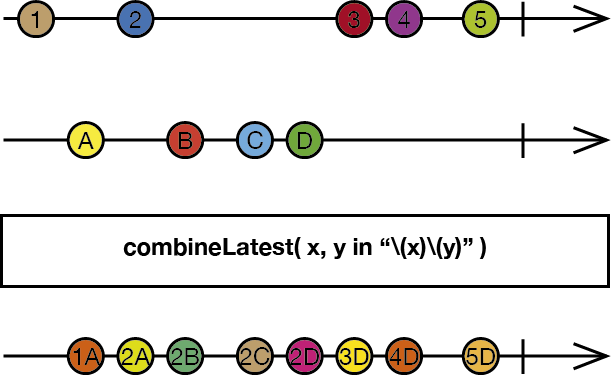 1 2 3 4 5
A B C D
combineLatest( x, y in “\(x)\(y)” )
1A 2A 2B 2C 2D 3D 4D 5D